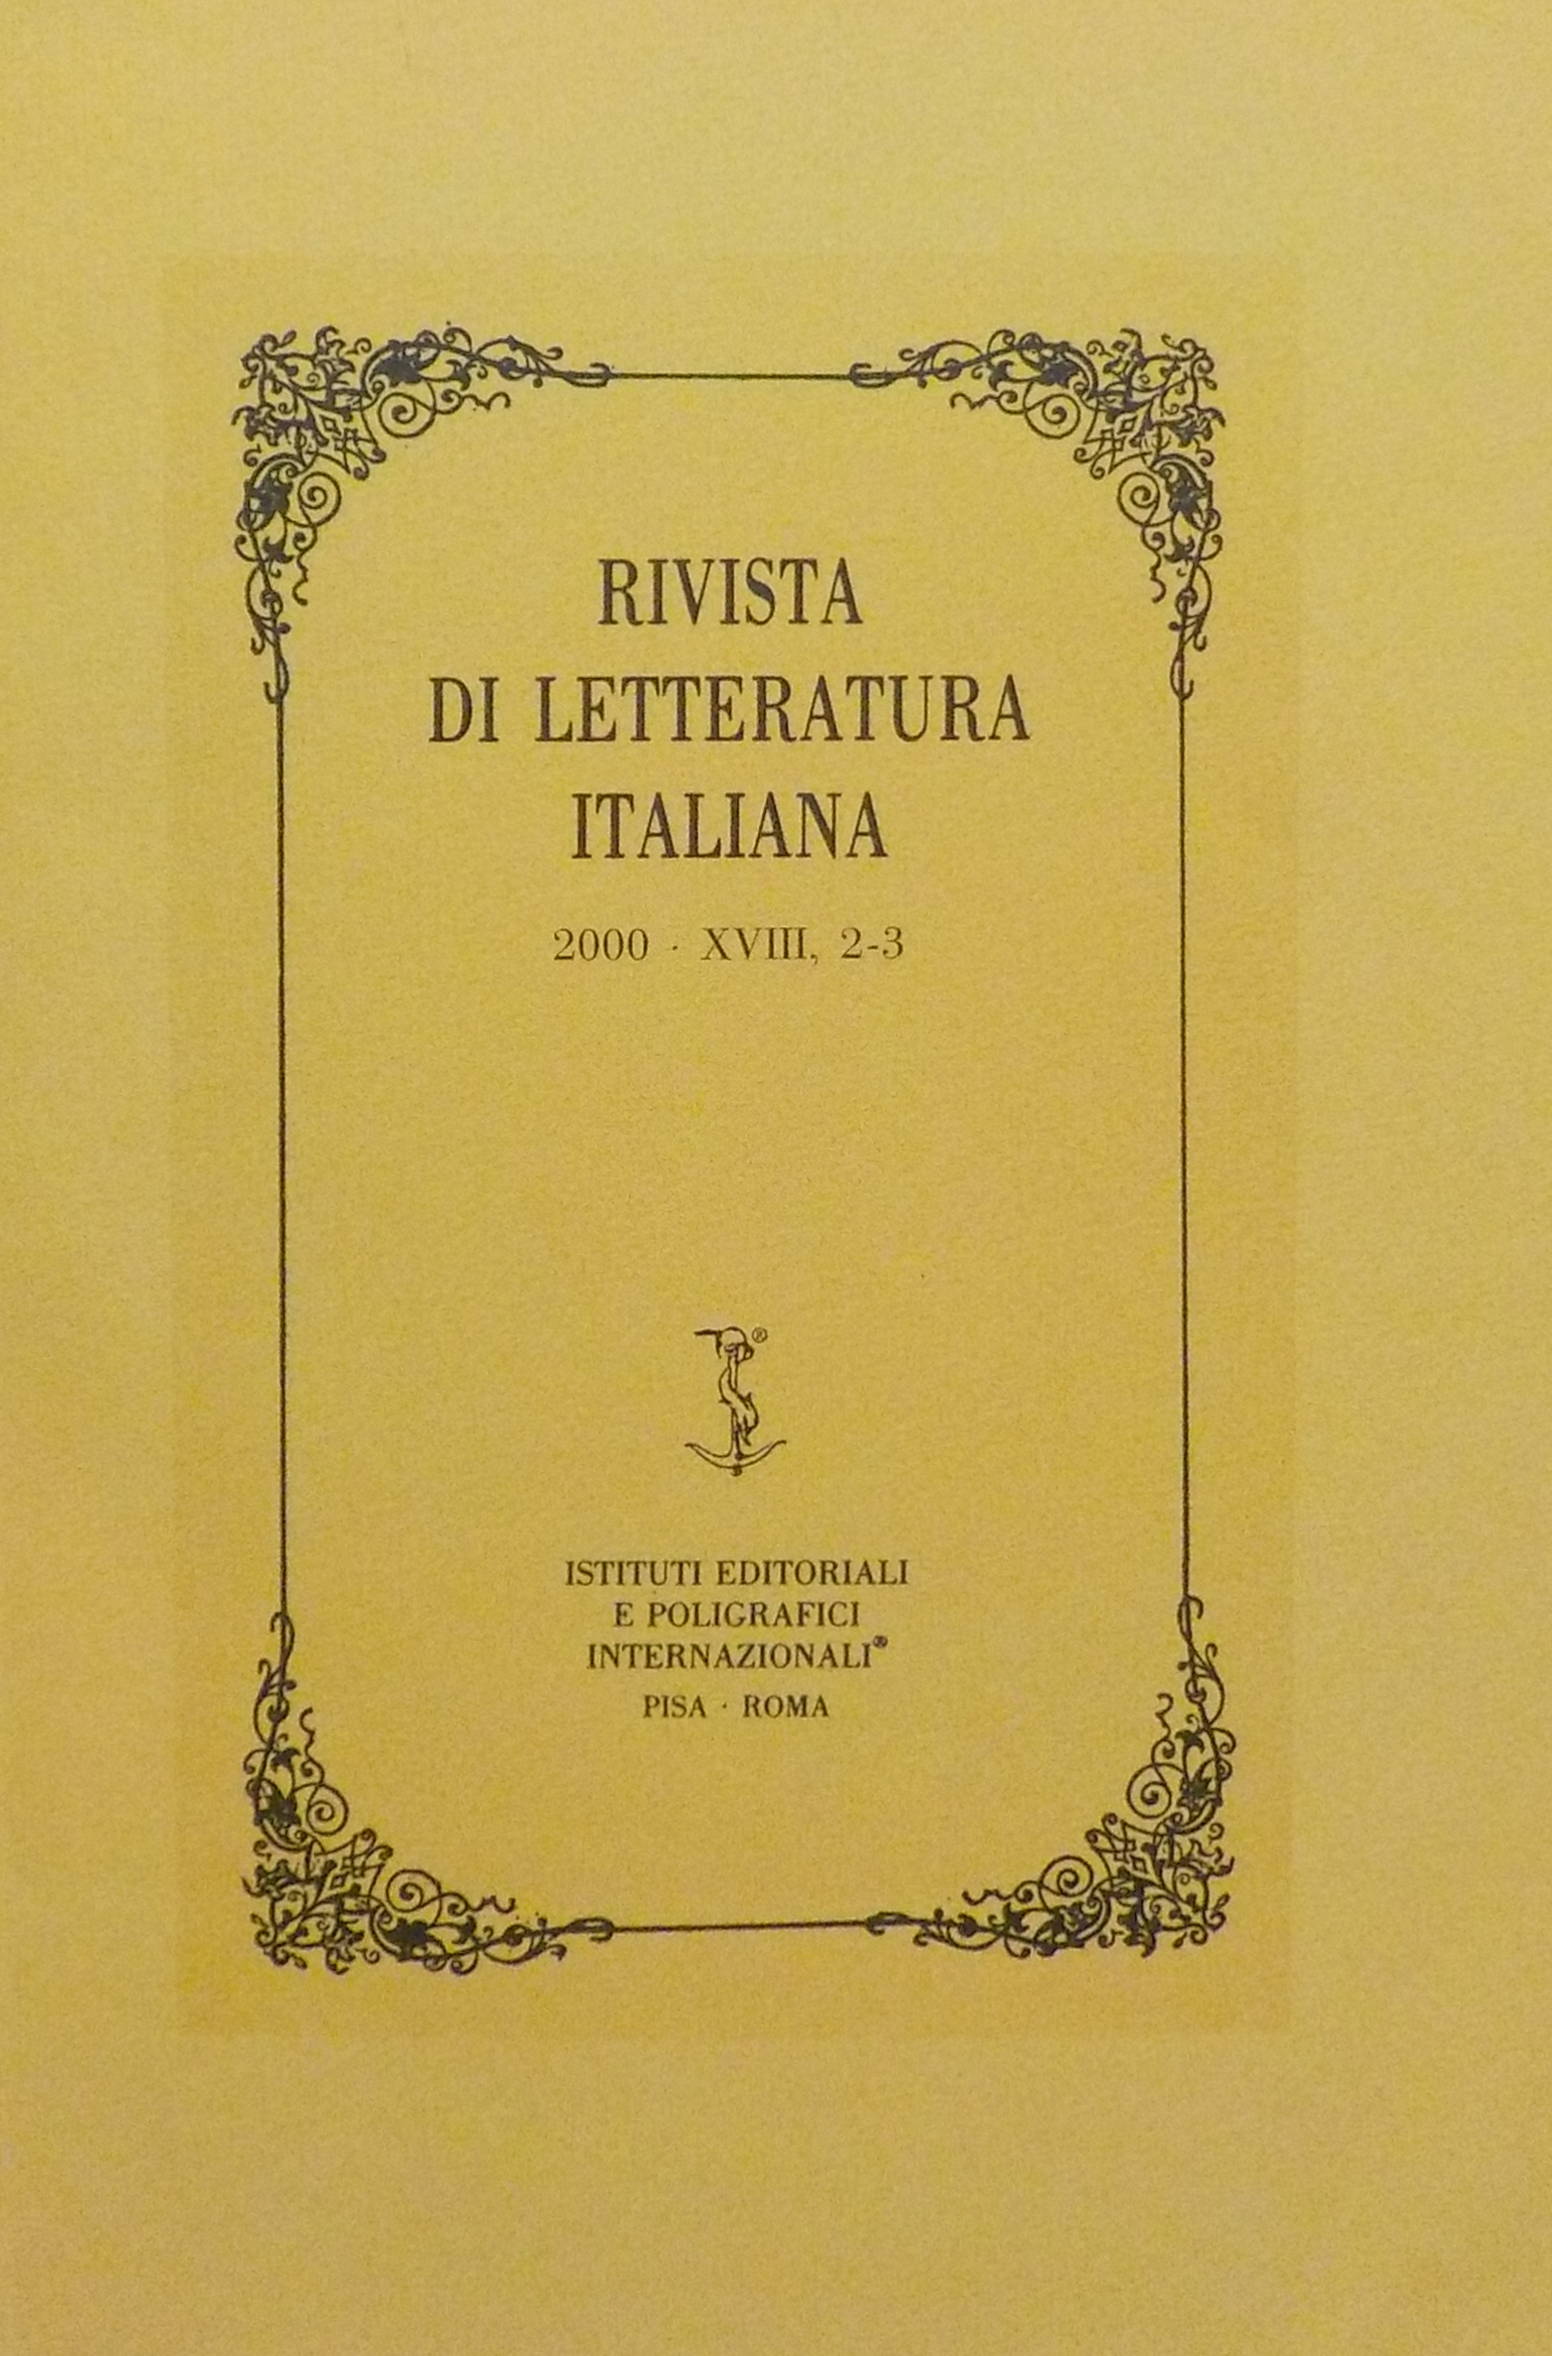 RIVISTA
DI LETTERATURA
ITALIANA
2000 · XVIII, 2-3
®
ISTITUTI EDITORIALI
E POLIGRAFICI
INTERNAZIONALI®
PISA · ROMA